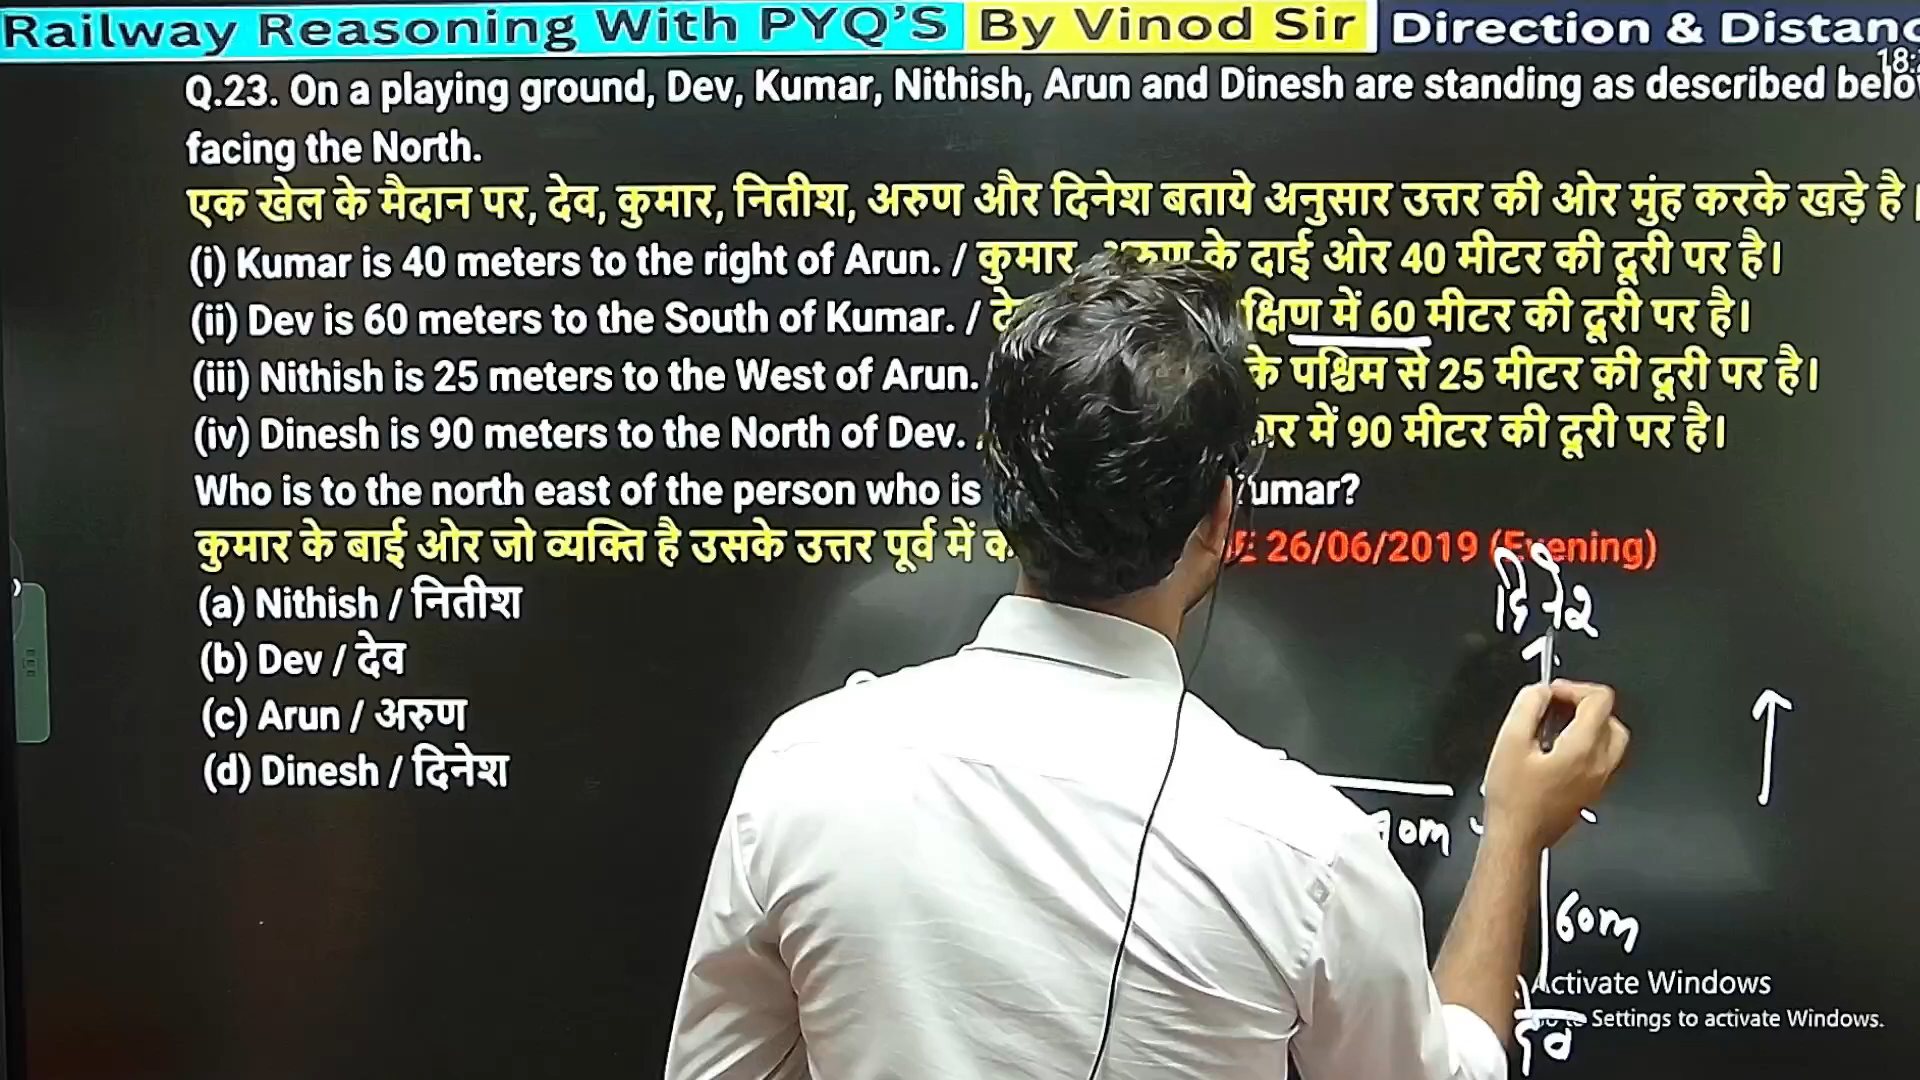 Railway Reasoning With PYQ'S By Vinod Sir Direction & Distanc
18:
Q.23. On a playing ground, Dev, Kumar, Nithish, Arun and Dinesh are standing as described belo
facing the North.
एक खेल के मैदान पर, देव, कुमार, नितीश, अरुण और दिनेश बताये अनुसार उत्तर की ओर मुंह करके खड़े है।
(i) Kumar is 40 meters to the right of Arun. / कुमार के दाई ओर 40 मीटर की दूरी पर है।
(ii) Dev is 60 meters to the South of Kumar. / में 60 मीटर की दूरी पर है।
(iii) Nithish is 25 meters to the West of Arun. के पश्चिम से 25 मीटर की दूरी पर है।
(iv) Dinesh is 90 meters to the North of Dev. में 90 मीटर की दूरी पर है।
Who is to the north east of the person who is umar?
कुमार के बाई ओर जो व्यक्ति है उसके उत्तर पूर्व में 26/06/2019 (Evening)
(a) Nithish / नितीश
(b) Dev / देव
(c) Arun / अरुण
(d) Dinesh / दिनेश
60m
Activate Windows
Settings to activate Windows.
देव